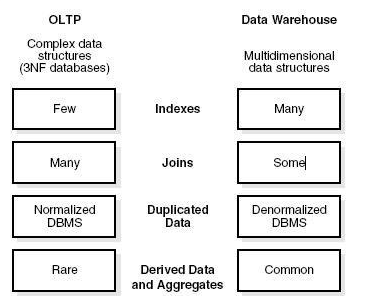 OLTP Data Warehouse
Complex data
structures
(3NF databases)
Multidimensional
data structures
Few Indexes Many
Many Joins Some
Normalized
DBMS
Duplicated
Data
Denormalized
DBMS
Rare
Derived Data
and Aggregates
Common